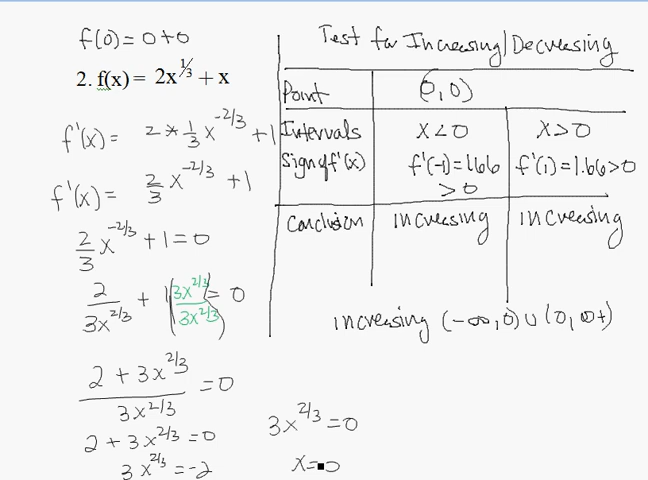 f(0) = 0+0
2. f(x) = 2x^1/3 + x
f'(x) = 2 * 1/3 x^-2/3 + 1
f'(x) = 2/3 x^-2/3 + 1
2/3 x^-2/3 + 1 = 0
2/3x^2/3 + 1(3x^2/3/3x^2/3) = 0
2 + 3x^2/3/3x^2/3 = 0
2 + 3x^2/3 = 0
3x^2/3 = -2
3x^2/3 = 0
x = 0
Test for Increasing/Decreasing
Point (0,0)
Intervals x<0 x>0
Sign of f'(x) f'(-1)=1.66 >0 f'(1)=1.66>0
Conclusion increasing increasing
increasing (-∞,0) ∪ (0,∞+)